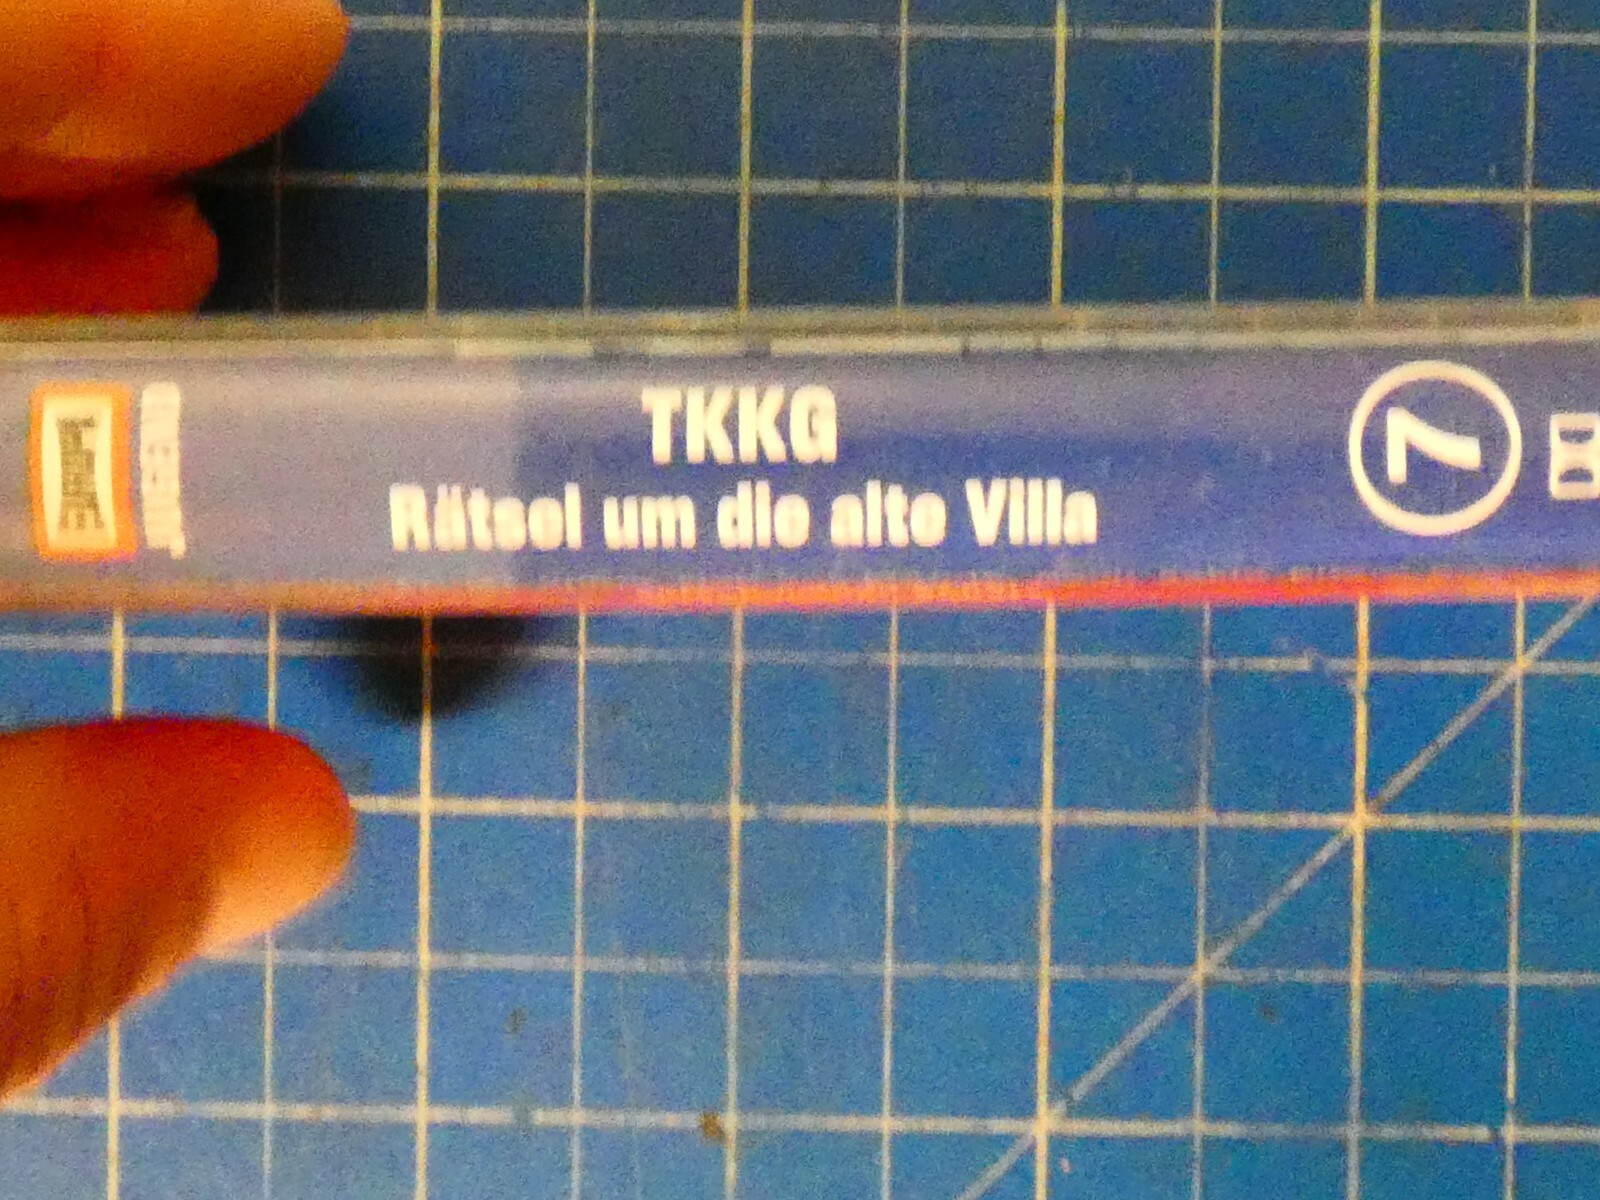 TKKG
Rätsel um die alte Villa
7